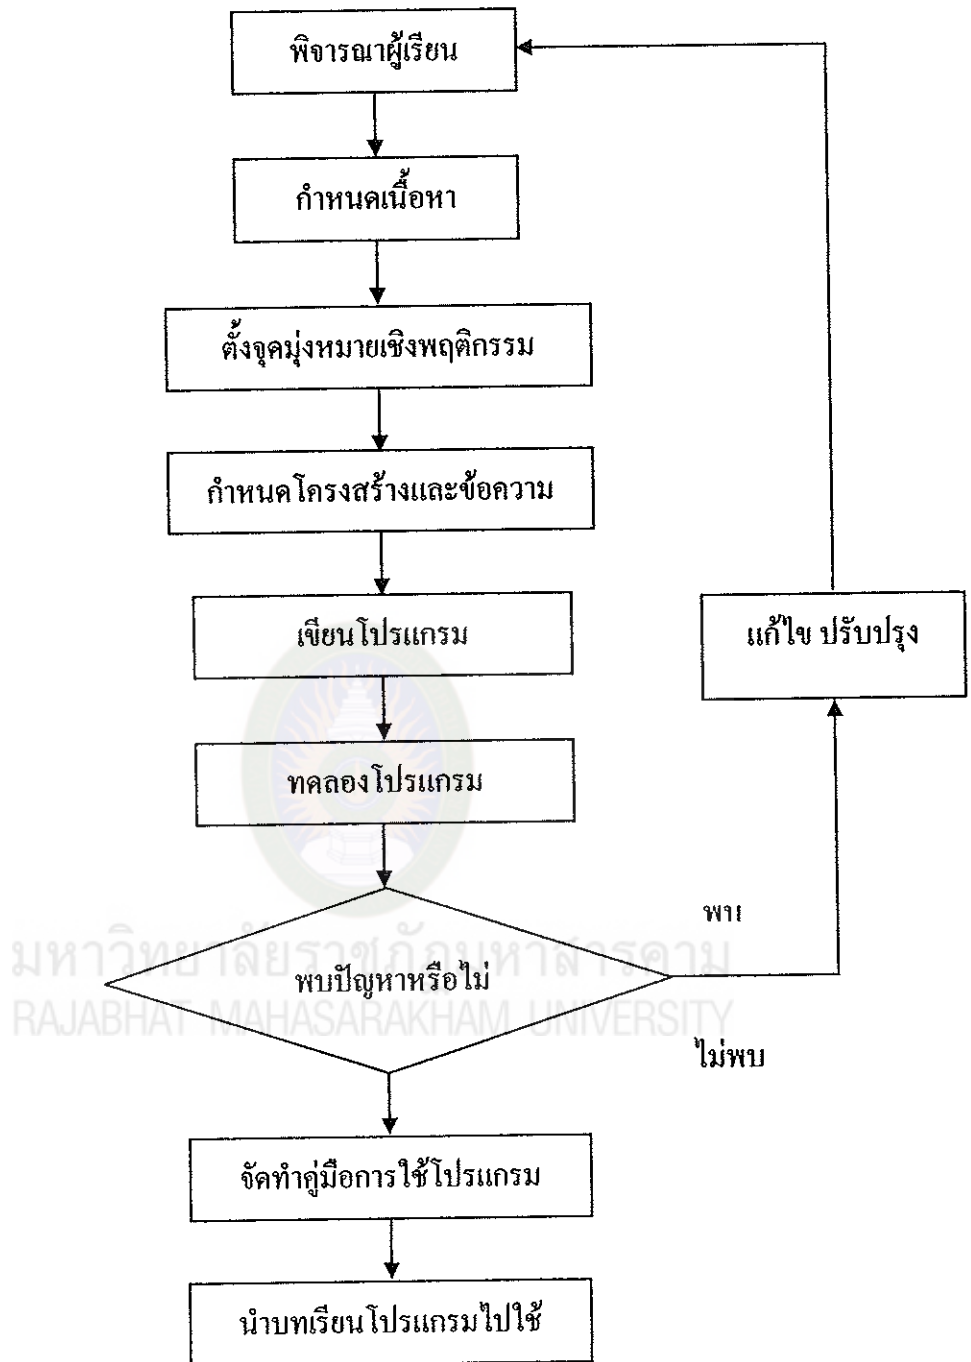 พิจารณาผู้เรียน
กำหนดเนื้อหา
ตั้งจุดมุ่งหมายเชิงพฤติกรรม
กำหนดโครงสร้างและข้อความ
เขียนโปรแกรม
แก้ไข ปรับปรุง
ทดลองโปรแกรม
พบ
มหาวิทยาลัยราชภัฏมหาสารคาม
พบปัญหาหรือไม่
RAJABHAT MAHASARAKHAM UNIVERSITY
ไม่พบ
จัดทำคู่มือการใช้โปรแกรม
นำบทเรียนโปรแกรมไปใช้